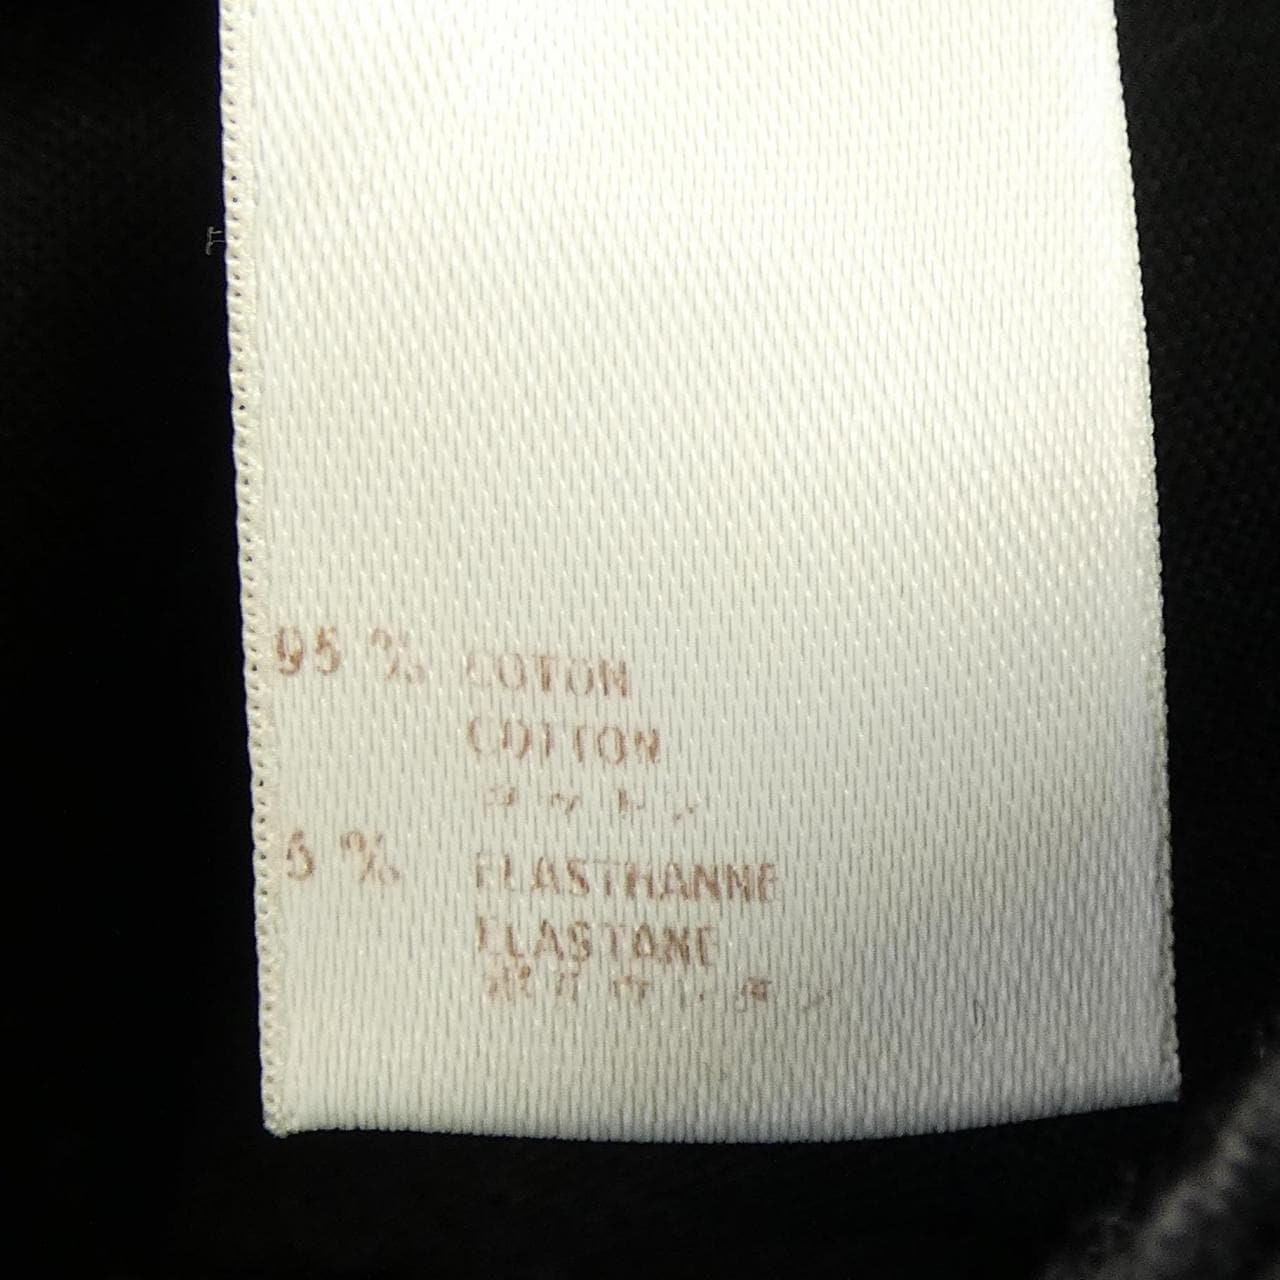 95 % COTON
COTTON
5 % ELASTHANNE
ELASTANE